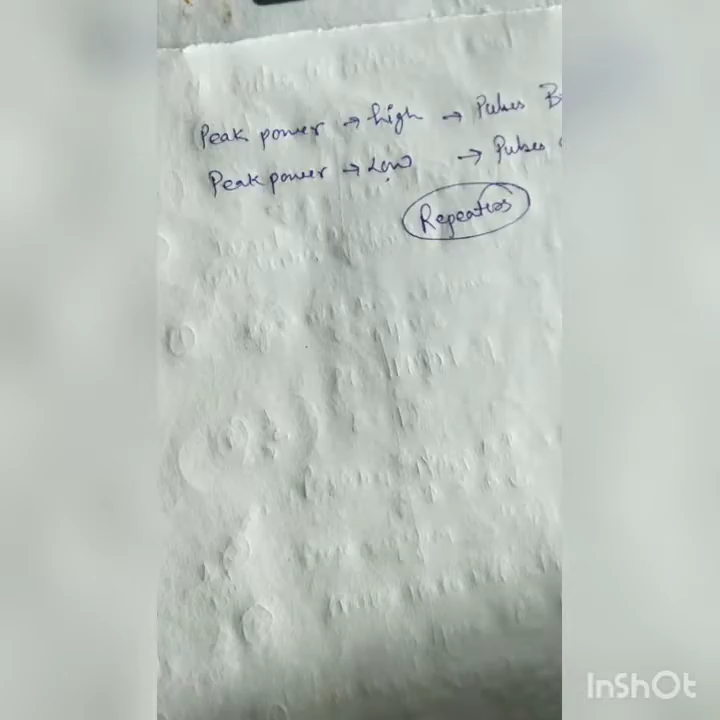 Peak power → high → Pulses
Peak power → Low → Pulses
Repeaters
InShOt